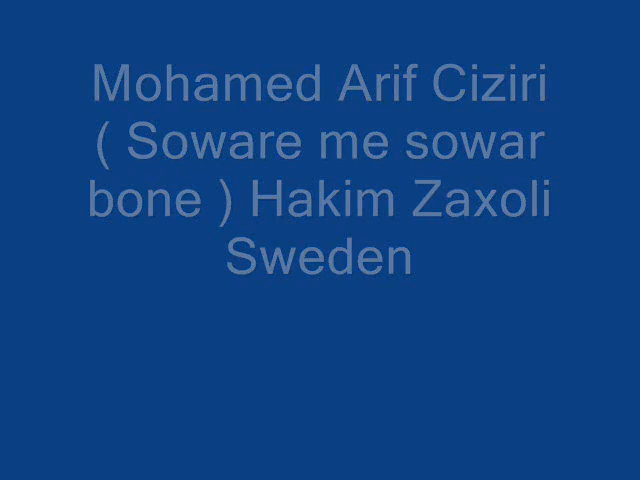 Mohamed Arif Ciziri
( Soware me sowar
bone ) Hakim Zaxoli
Sweden